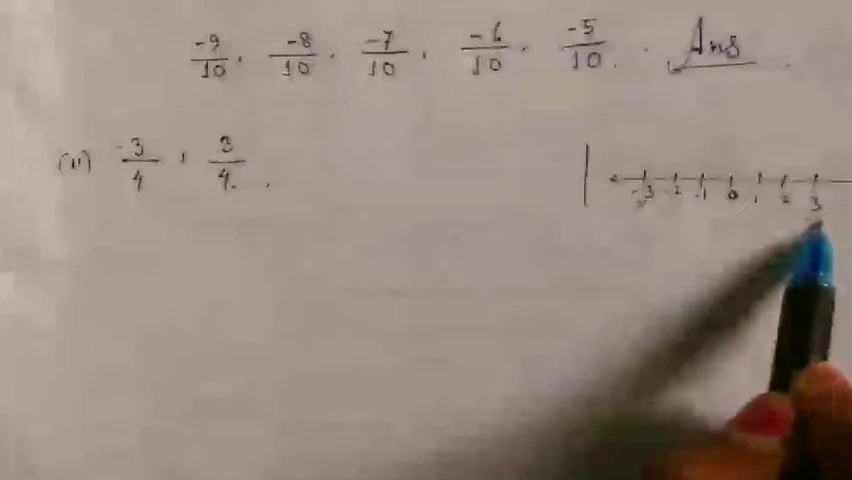 -9/10, -8/10, -7/10, -6/10, -5/10. Ans
(ii) -3/4, 3/4.
-3 -2 -1 0 1 2 3